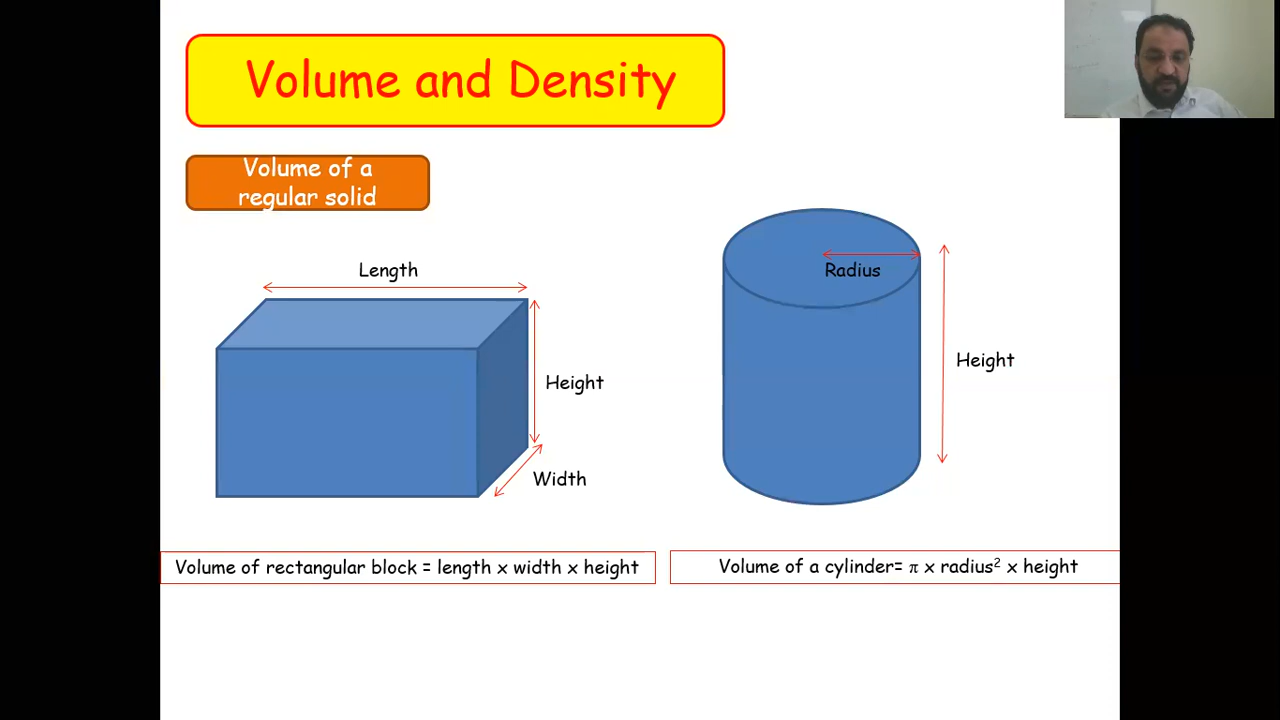 Volume and Density
Volume of a
regular solid
Length
Height
Width
Radius
Height
Volume of rectangular block = length x width x height
Volume of a cylinder= π x radius² x height